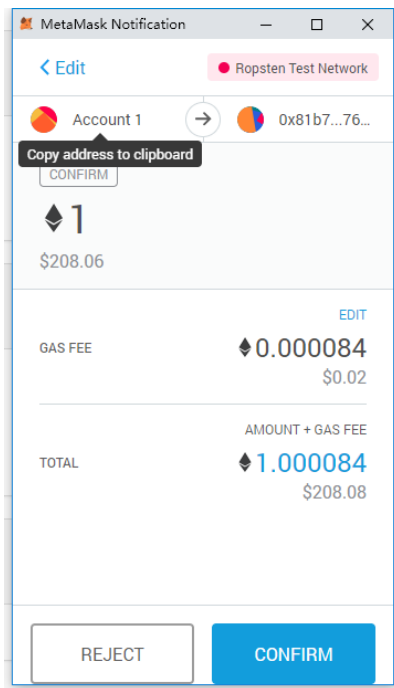 MetaMask Notification
< Edit
Ropsten Test Network
Account 1
0x81b7...76...
Copy address to clipboard
CONFIRM
1
$208.06
EDIT
GAS FEE
0.000084
$0.02
AMOUNT + GAS FEE
TOTAL
1.000084
$208.08
REJECT
CONFIRM